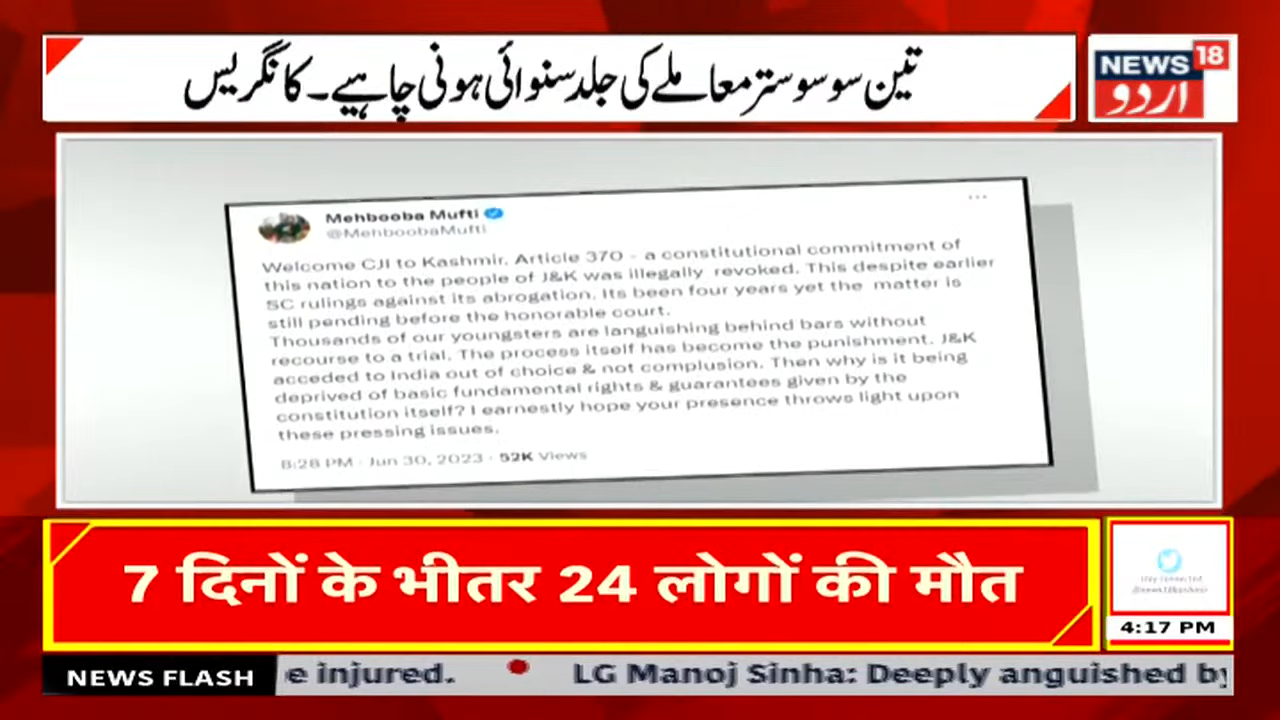 تین سو سوستر معاملے کی جلد سنوائی ہونی چاہیے۔ کانگریس
NEWS 18
اردو
Mehbooba Mufti
@MehboobaMufti
Welcome CJI to Kashmir. Article 370 - a constitutional commitment of
this nation to the people of J&K was illegally revoked. This despite earlier
SC rulings against its abrogation. Its been four years yet the matter is
still pending before the honorable court.
Thousands of our youngsters are languishing behind bars without
recourse to a trial. The process itself has become the punishment. J&K
acceded to India out of choice & not complusion. Then why is it being
deprived of basic fundamental rights & guarantees given by the
constitution itself? I earnestly hope your presence throws light upon
these pressing issues.
8:28 PM · Jun 30, 2023 · 52K Views
7 दिनों के भीतर 24 लोगों की मौत
stay connected
4:17 PM
NEWS FLASH
e injured. • LG Manoj Sinha: Deeply anguished by